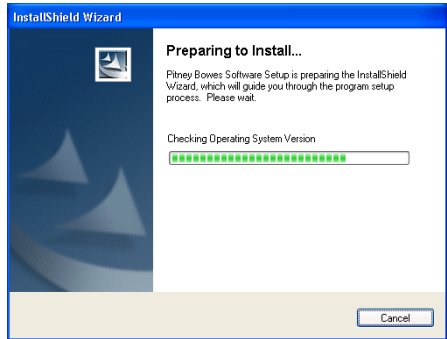 InstallShield Wizard
Preparing to Install...
Pitney Bowes Software Setup is preparing the InstallShield
Wizard, which will guide you through the program setup
process. Please wait.
Checking Operating System Version
Cancel